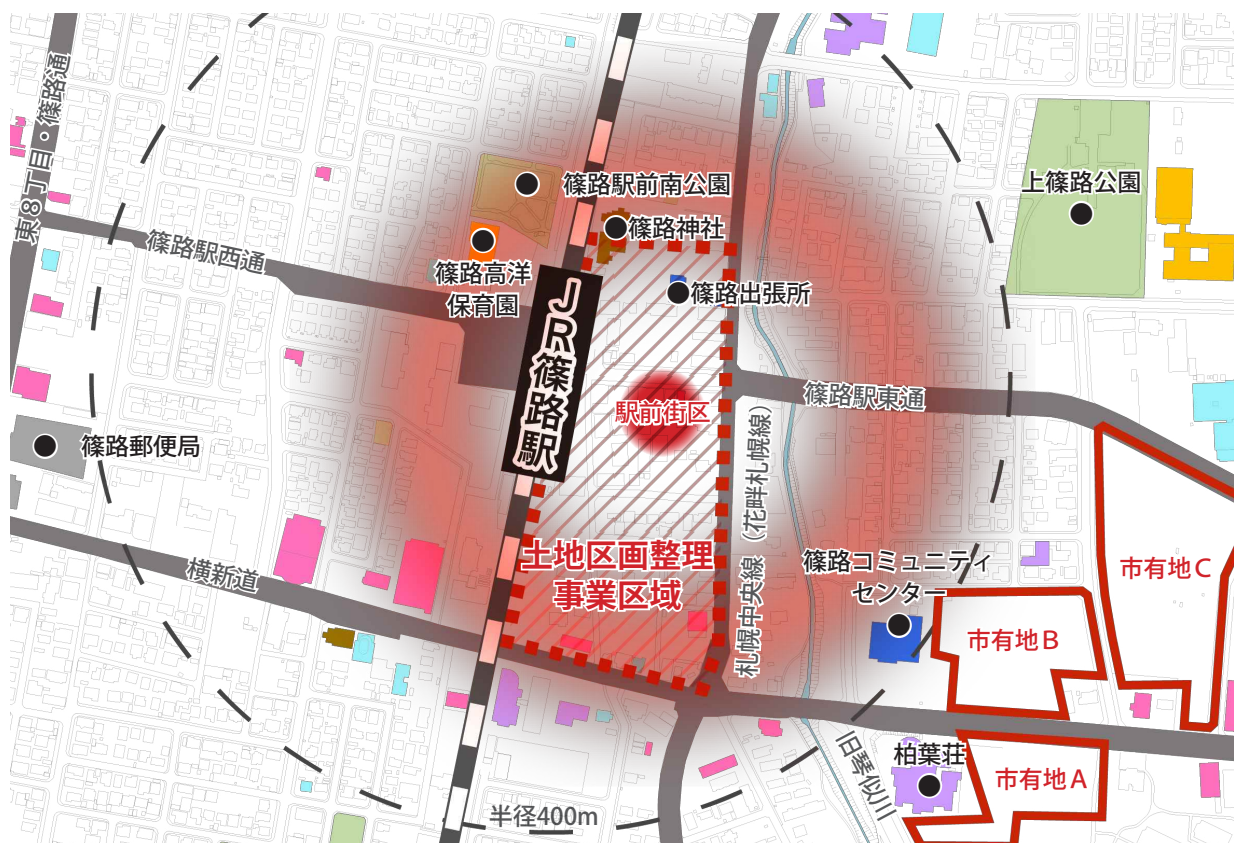 東8丁目・篠路通
篠路駅前南公園
上篠路公園
篠路神社
篠路駅西通
篠路高洋
保育園
篠路出張所
JR篠路駅
駅前街区
篠路駅東通
篠路郵便局
札幌中央線（花畔札幌線）
土地区画整理
事業区域
横新道
篠路コミュニティ
センター
市有地C
市有地B
柏葉荘
市有地A
旧琴似川
半径400m